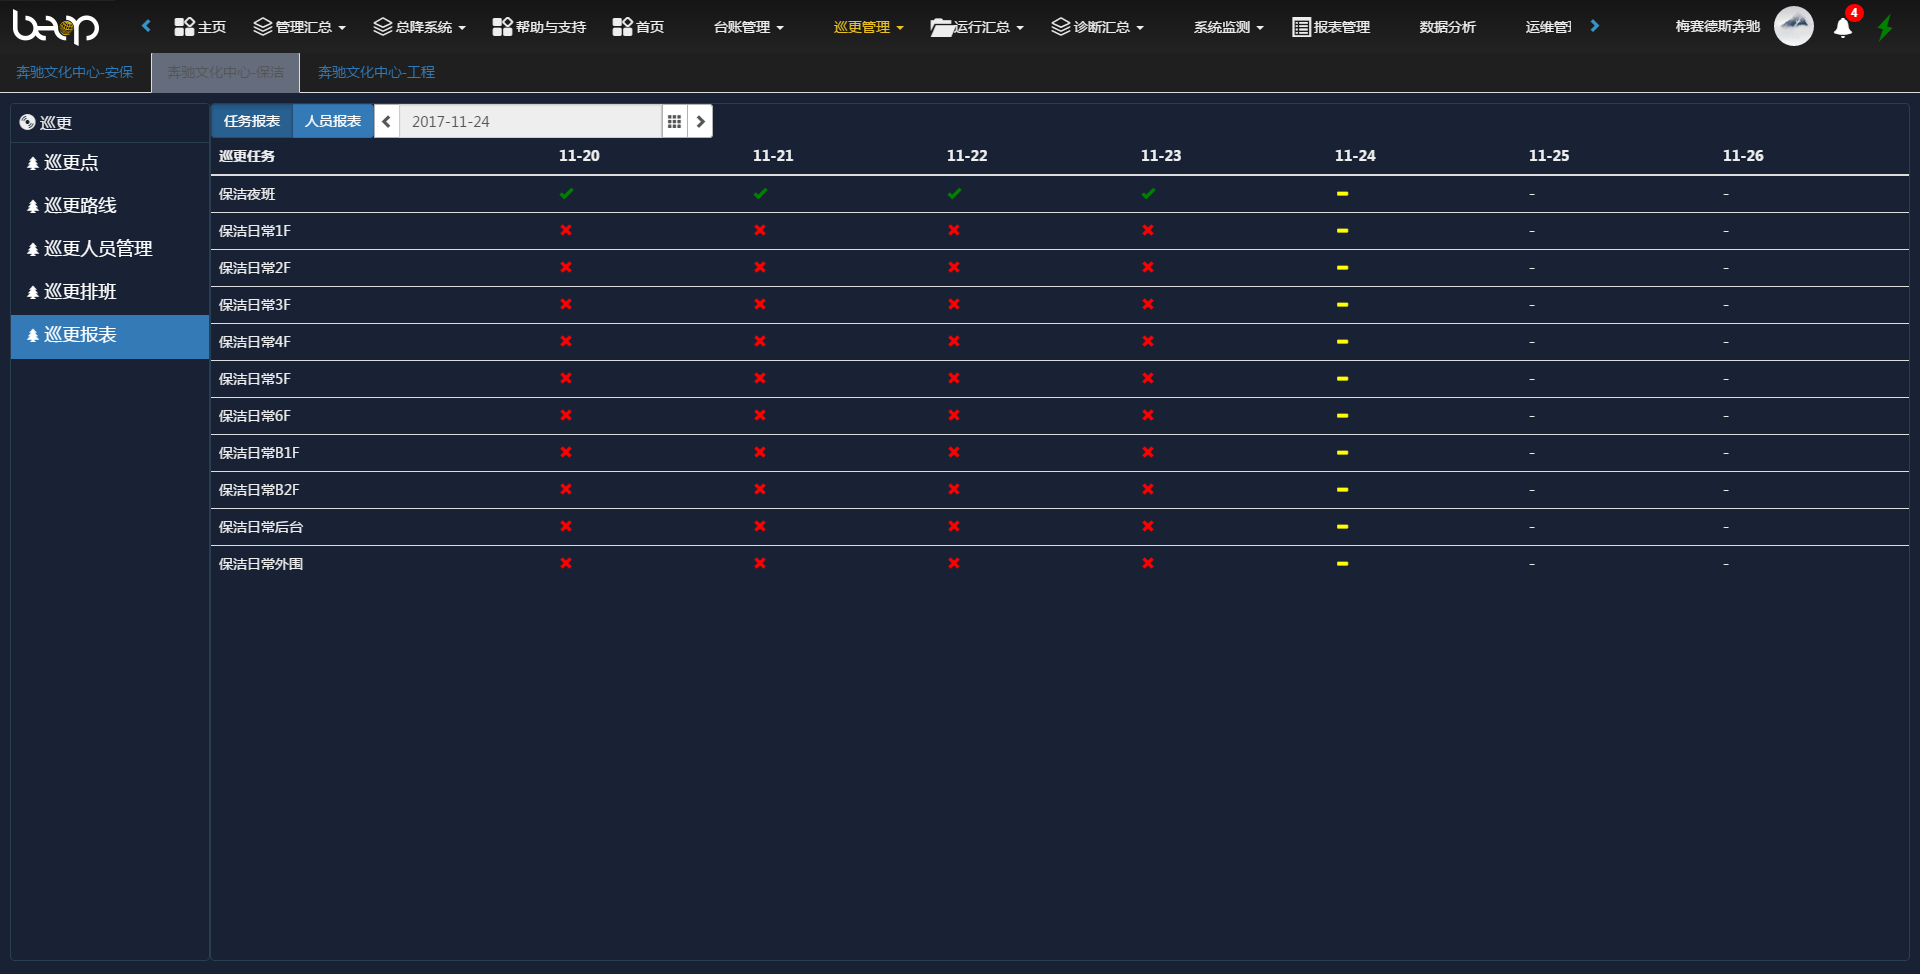 beop 主页 管理汇总 总降系统 帮助与支持 首页 台账管理 巡更管理 运行汇总 诊断汇总 系统监测 报表管理 数据分析 运维管 梅赛德斯奔驰 4
奔驰文化中心-安保 奔驰文化中心-保洁 奔驰文化中心-工程
巡更
巡更点
巡更路线
巡更人员管理
巡更排班
巡更报表
任务报表 人员报表 2017-11-24
巡更任务 11-20 11-21 11-22 11-23 11-24 11-25 11-26
保洁夜班 - -
保洁日常1F - -
保洁日常2F - -
保洁日常3F - -
保洁日常4F - -
保洁日常5F - -
保洁日常6F - -
保洁日常B1F - -
保洁日常B2F - -
保洁日常后台 - -
保洁日常外围 - -